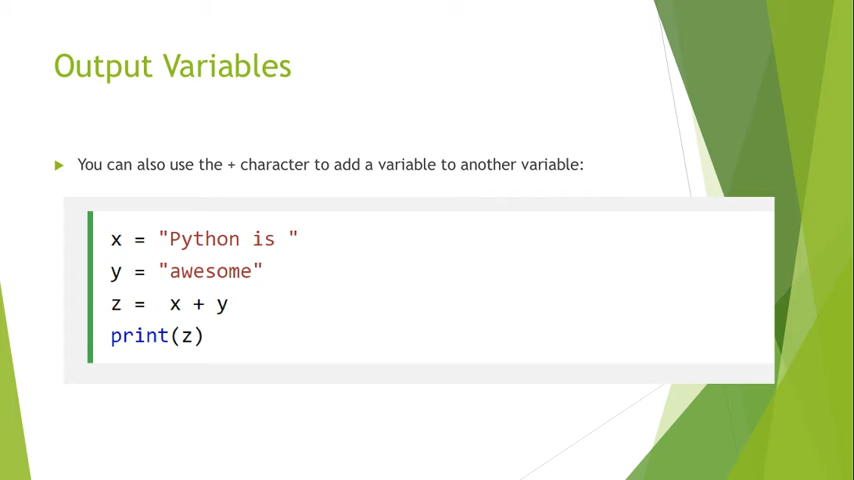 Output Variables
You can also use the + character to add a variable to another variable:
x = "Python is "
y = "awesome"
z =  x + y
print(z)